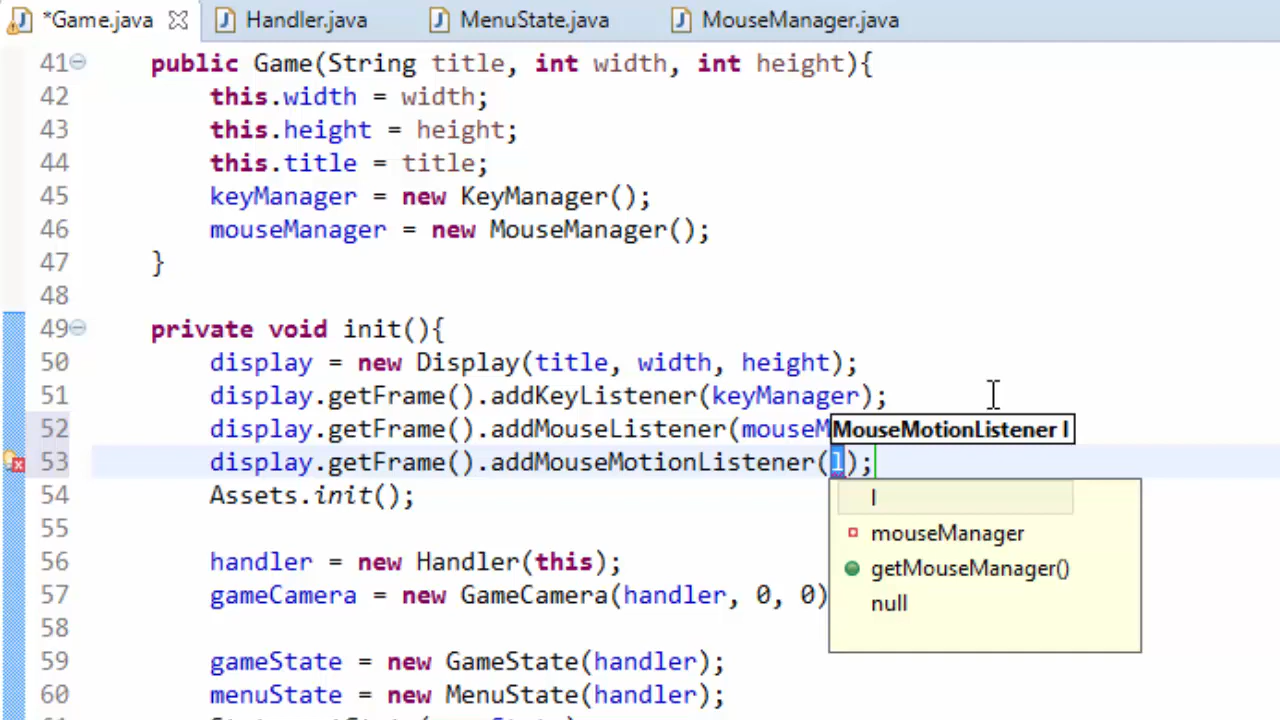 *Game.java Handler.java MenuState.java MouseManager.java
41 public Game(String title, int width, int height){
42 this.width = width;
43 this.height = height;
44 this.title = title;
45 keyManager = new KeyManager();
46 mouseManager = new MouseManager();
47 }
48
49 private void init(){
50 display = new Display(title, width, height);
51 display.getFrame().addKeyListener(keyManager);
52 display.getFrame().addMouseListener(mouseM
MouseMotionListener l
53 display.getFrame().addMouseMotionListener(l);
54 Assets.init();
l
55
mouseManager
56 handler = new Handler(this);
getMouseManager()
57 gameCamera = new GameCamera(handler, 0, 0)
null
58
59 gameState = new GameState(handler);
60 menuState = new MenuState(handler);